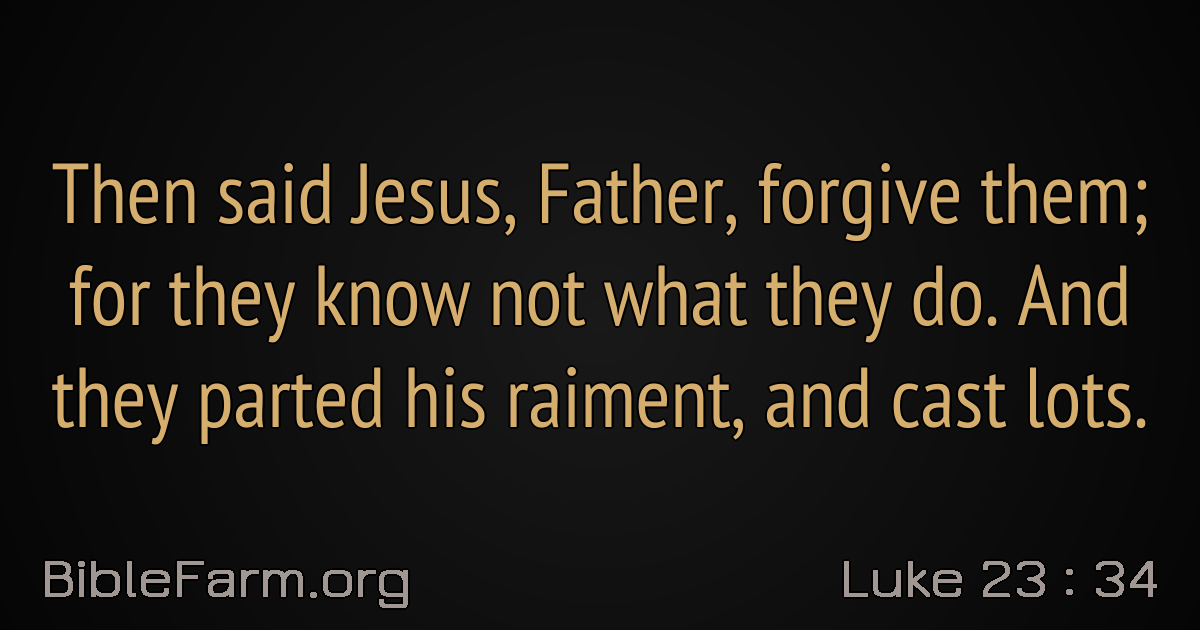 Then said Jesus, Father, forgive them;
for they know not what they do. And
they parted his raiment, and cast lots.
BibleFarm.org
Luke 23 : 34